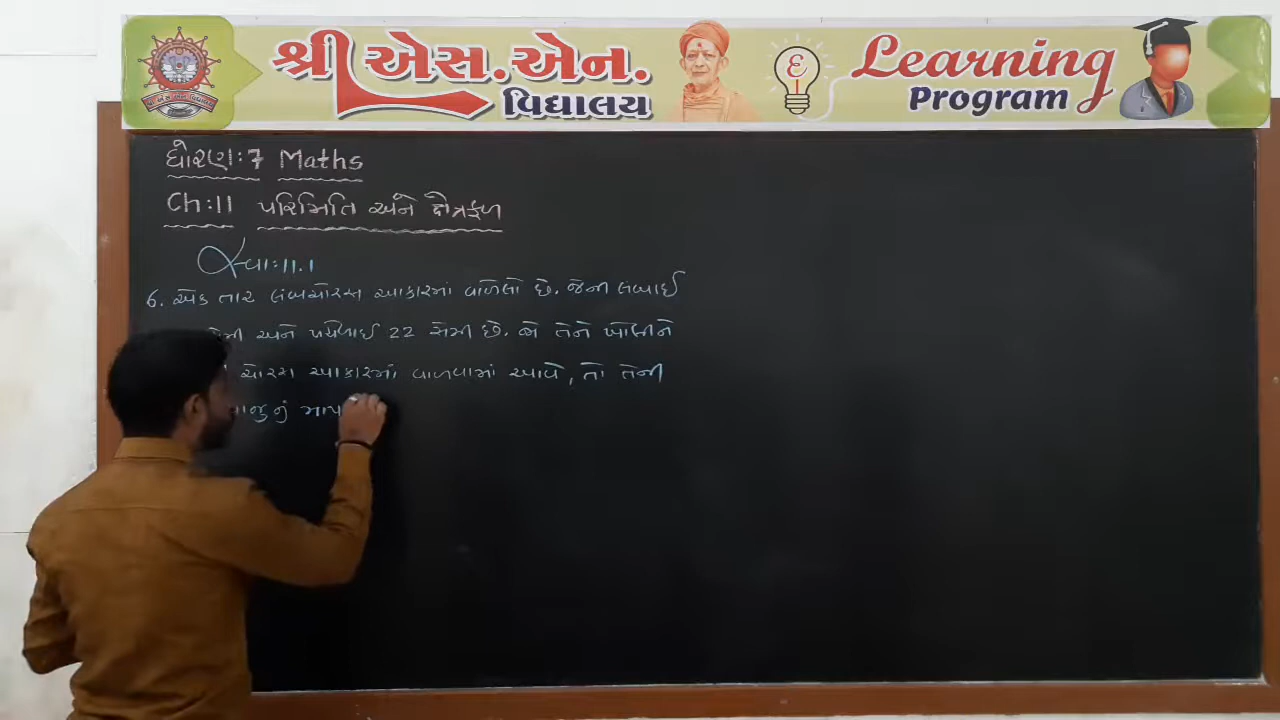 શ્રી એસ.એન.
વિદ્યાલય
ε
Learning
Program
ધોરણ:7 Maths
Ch:11 પરિમિતિ અને ક્ષેત્રફળ
સ્વા:11.1
6. એક તાર લંબચોરસ આકારમાં વાળેલો છે. જેની લંબાઈ
સેમી અને પહોળાઈ 22 સેમી છે. જો તેને ખોલીને
ચોરસ આકારમાં વાળવામાં આવે, તો તેની
બાજુનું માપ